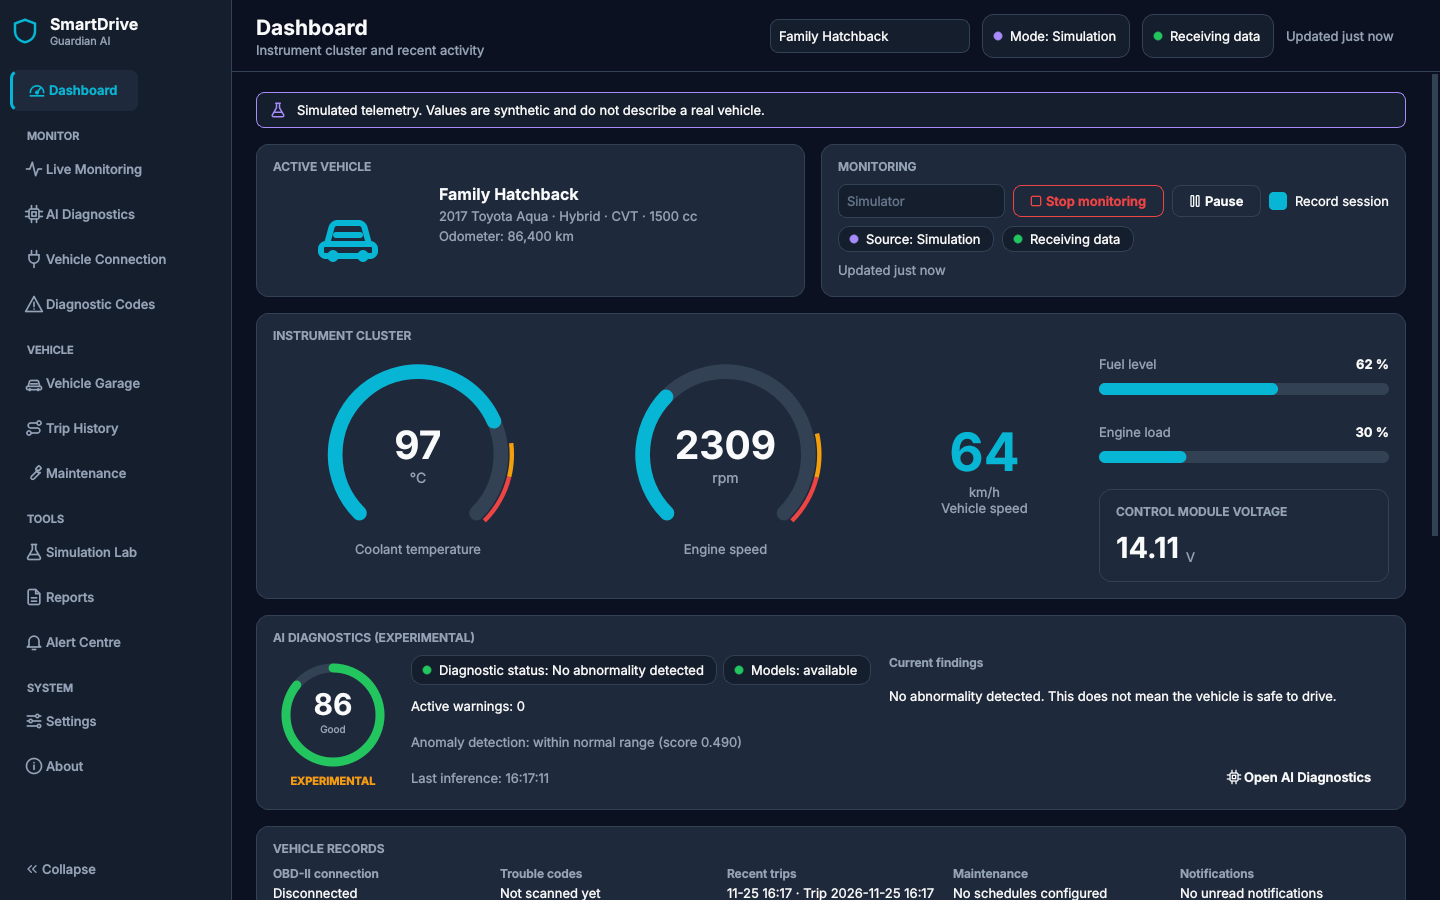 SmartDrive
Guardian AI
Dashboard
MONITOR
Live Monitoring
AI Diagnostics
Vehicle Connection
Diagnostic Codes
VEHICLE
Vehicle Garage
Trip History
Maintenance
TOOLS
Simulation Lab
Reports
Alert Centre
SYSTEM
Settings
About
Collapse
Dashboard
Instrument cluster and recent activity
Family Hatchback
Mode: Simulation
Receiving data
Updated just now
Simulated telemetry. Values are synthetic and do not describe a real vehicle.
ACTIVE VEHICLE
Family Hatchback
2017 Toyota Aqua · Hybrid · CVT · 1500 cc
Odometer: 86,400 km
MONITORING
Simulator
Stop monitoring
Pause
Record session
Source: Simulation
Receiving data
Updated just now
INSTRUMENT CLUSTER
97
°C
Coolant temperature
2309
rpm
Engine speed
64
km/h
Vehicle speed
Fuel level
62 %
Engine load
30 %
CONTROL MODULE VOLTAGE
14.11 V
AI DIAGNOSTICS (EXPERIMENTAL)
86
Good
EXPERIMENTAL
Diagnostic status: No abnormality detected
Models: available
Active warnings: 0
Anomaly detection: within normal range (score 0.490)
Last inference: 16:17:11
Current findings
No abnormality detected. This does not mean the vehicle is safe to drive.
Open AI Diagnostics
VEHICLE RECORDS
OBD-II connection
Disconnected
Trouble codes
Not scanned yet
Recent trips
11-25 16:17 · Trip 2026-11-25 16:17
Maintenance
No schedules configured
Notifications
No unread notifications